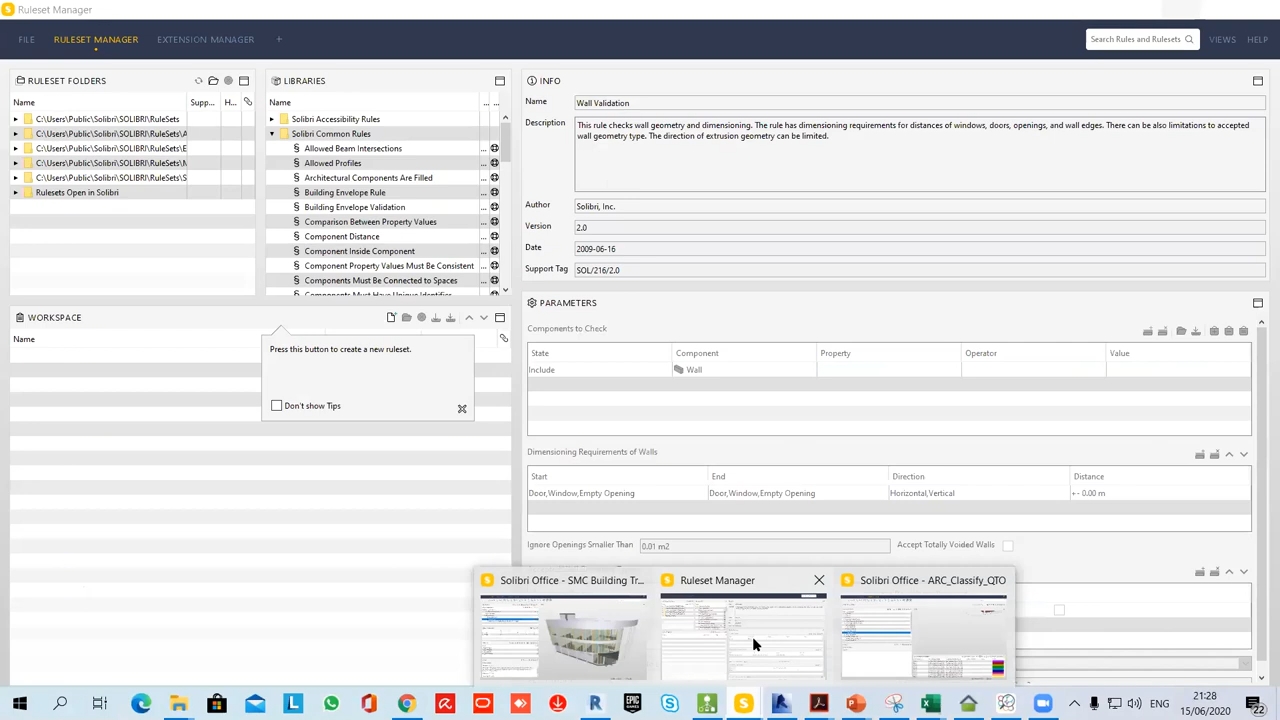 Ruleset Manager
FILE RULESET MANAGER EXTENSION MANAGER + Search Rules and Rulesets VIEWS HELP
RULESET FOLDERS
Name Supp... H...
C:\Users\Public\Solibri\SOLIBRI\RuleSets
C:\Users\Public\Solibri\SOLIBRI\RuleSets\A
C:\Users\Public\Solibri\SOLIBRI\RuleSets\E
C:\Users\Public\Solibri\SOLIBRI\RuleSets\M
C:\Users\Public\Solibri\SOLIBRI\RuleSets\S
Rulesets Open in Solibri
LIBRARIES
Name ... ...
Solibri Accessibility Rules
Solibri Common Rules
§ Allowed Beam Intersections ...
§ Allowed Profiles ...
§ Architectural Components Are Filled ...
§ Building Envelope Rule ...
§ Building Envelope Validation ...
§ Comparison Between Property Values ...
§ Component Distance ...
§ Component Inside Component ...
§ Component Property Values Must Be Consistent ...
§ Components Must Be Connected to Spaces ...
§ Components Must Have Unique Identifier ...
INFO
Name Wall Validation
Description This rule checks wall geometry and dimensioning. The rule has dimensioning requirements for distances of windows, doors, openings, and wall edges. There can be also limitations to accepted
wall geometry type. The direction of extrusion geometry can be limited.
Author Solibri, Inc.
Version 2.0
Date 2009-06-16
Support Tag SOL/216/2.0
WORKSPACE
Name
Press this button to create a new ruleset.
Don't show Tips
PARAMETERS
Components to Check
State Component Property Operator Value
Include Wall
Dimensioning Requirements of Walls
Start End Direction Distance
Door,Window,Empty Opening Door,Window,Empty Opening Horizontal,Vertical +- 0.00 m
Ignore Openings Smaller Than 0.01 m2 Accept Totally Voided Walls
Solibri Office - SMC Building Tr... Ruleset Manager Solibri Office - ARC_Classify_QTO
ENG 21:28
15/06/2020 22